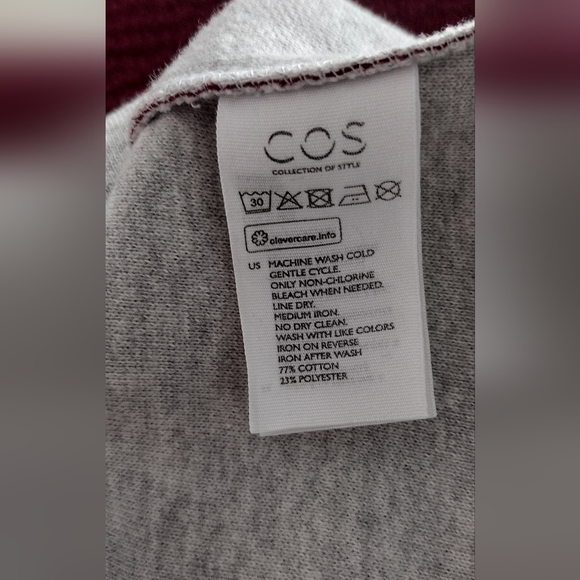 COS
COLLECTION OF STYLE
30
clevercare.info
US MACHINE WASH COLD
GENTLE CYCLE.
ONLY NON-CHLORINE
BLEACH WHEN NEEDED.
LINE DRY.
MEDIUM IRON.
NO DRY CLEAN.
WASH WITH LIKE COLORS
IRON ON REVERSE
IRON AFTER WASH
77% COTTON
23% POLYESTER